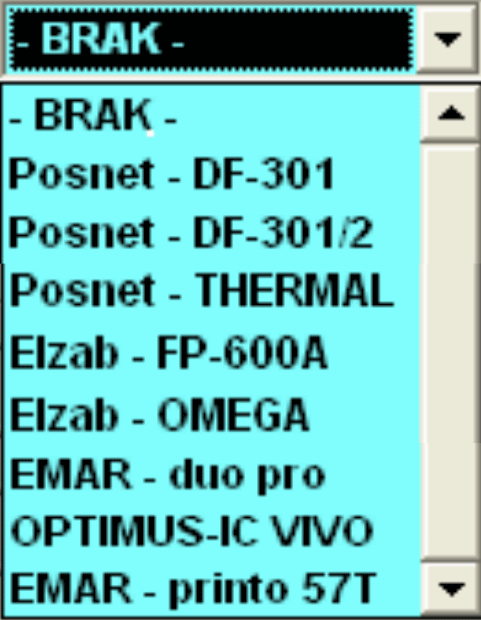 - BRAK -
- BRAK -
Posnet - DF-301
Posnet - DF-301/2
Posnet - THERMAL
Elzab - FP-600A
Elzab - OMEGA
EMAR - duo pro
OPTIMUS-IC VIVO
EMAR - printo 57T